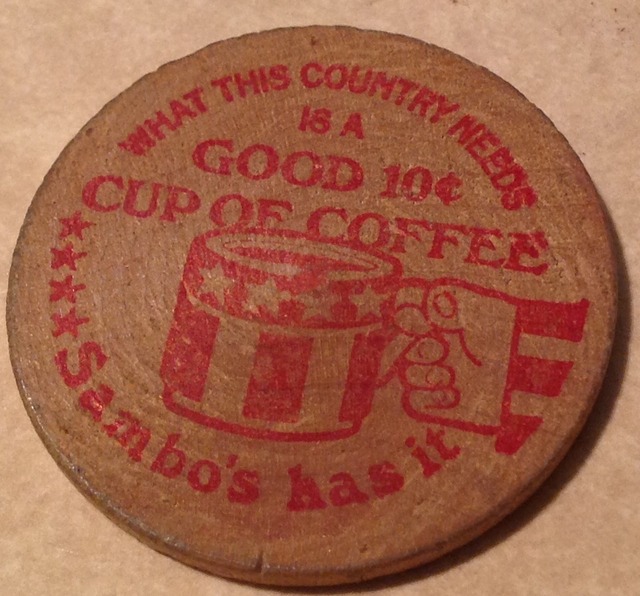 WHAT THIS COUNTRY NEEDS
IS A
GOOD 10¢
CUP OF COFFEE
Sambo's has it